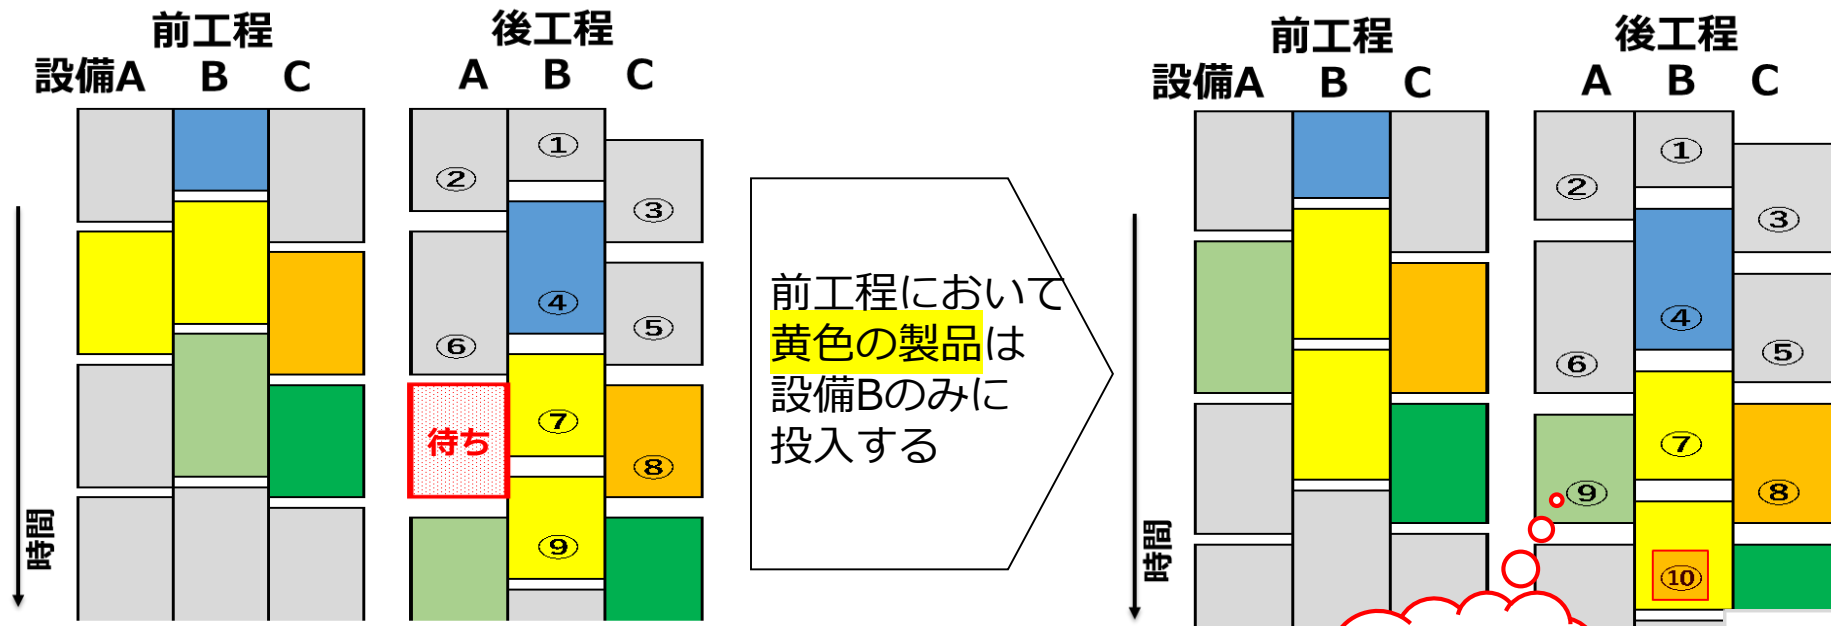 前工程
後工程
設備A B C
A B C
①
②
③
④
⑤
⑥
待ち
⑦
⑧
⑨
時間
前工程において
黄色の製品は
設備Bのみに
投入する
前工程
後工程
設備A B C
A B C
①
②
③
④
⑤
⑥
⑦
⑧
⑨
⑩
時間